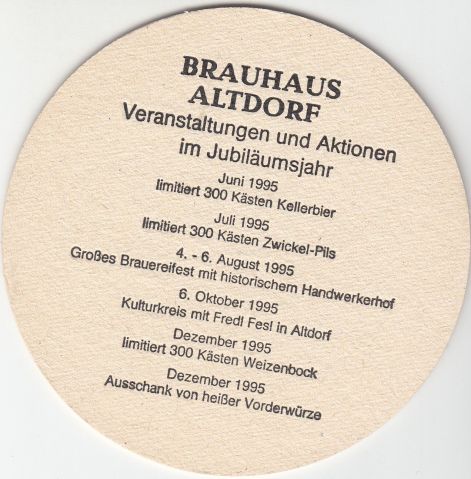 BRAUHAUS
ALTDORF
Veranstaltungen und Aktionen
im Jubiläumsjahr
Juni 1995
limitiert 300 Kästen Kellerbier
Juli 1995
limitiert 300 Kästen Zwickel-Pils
4. - 6. August 1995
Großes Brauereifest mit historischem Handwerkerhof
6. Oktober 1995
Kulturkreis mit Fredl Fesl in Altdorf
Dezember 1995
limitiert 300 Kästen Weizenbock
Dezember 1995
Ausschank von heißer Vorderwürze